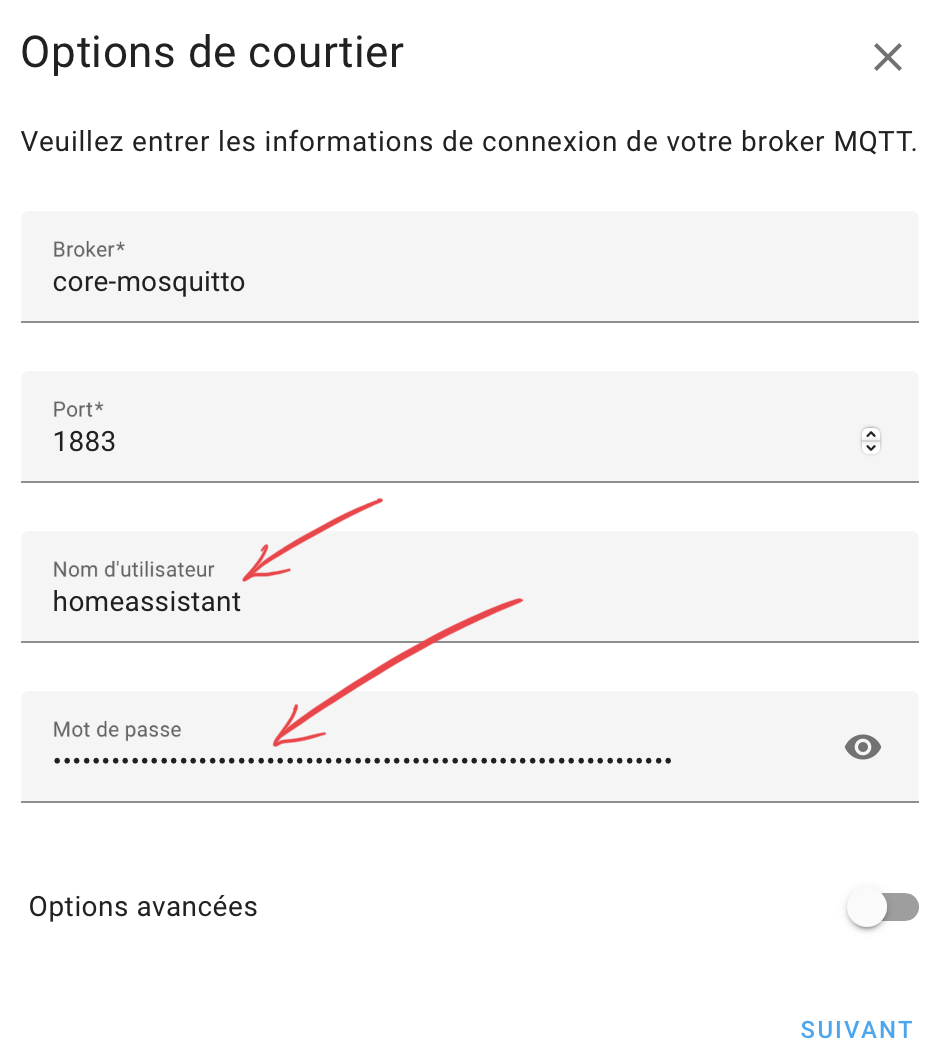 Options de courtier
Veuillez entrer les informations de connexion de votre broker MQTT.
Broker*
core-mosquitto
Port*
1883
Nom d'utilisateur
homeassistant
Mot de passe
••••••••••••••••••••••••••••••••••••••••••••••••••••••••••••••••
Options avancées
SUIVANT